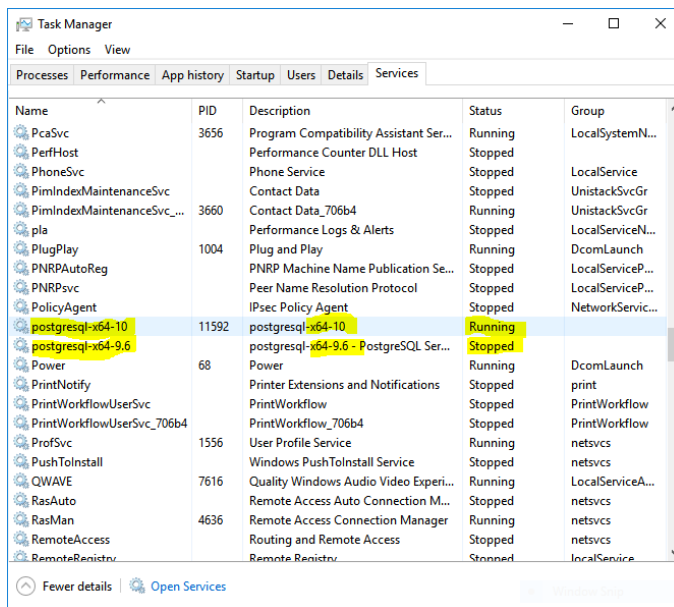 Task Manager
File Options View
Processes Performance App history Startup Users Details Services
Name PID Description Status Group
PcaSvc 3656 Program Compatibility Assistant Ser... Running LocalSystemN...
PerfHost Performance Counter DLL Host Stopped
PhoneSvc Phone Service Stopped LocalService
PimIndexMaintenanceSvc Contact Data Stopped UnistackSvcGr
PimIndexMaintenanceSvc_... 3660 Contact Data_706b4 Running UnistackSvcGr
pla Performance Logs & Alerts Stopped LocalServiceN...
PlugPlay 1004 Plug and Play Running DcomLaunch
PNRPAutoReg PNRP Machine Name Publication Se... Stopped LocalServiceP...
PNRPsvc Peer Name Resolution Protocol Stopped LocalServiceP...
PolicyAgent IPsec Policy Agent Stopped NetworkServic...
postgresql-x64-10 11592 postgresql-x64-10 Running
postgresql-x64-9.6 postgresql-x64-9.6 - PostgreSQL Ser... Stopped
Power 68 Power Running DcomLaunch
PrintNotify Printer Extensions and Notifications Stopped print
PrintWorkflowUserSvc PrintWorkflow Stopped PrintWorkflow
PrintWorkflowUserSvc_706b4 PrintWorkflow_706b4 Stopped PrintWorkflow
ProfSvc 1556 User Profile Service Running netsvcs
PushToInstall Windows PushToInstall Service Stopped netsvcs
QWAVE 7616 Quality Windows Audio Video Experi... Running LocalServiceA...
RasAuto Remote Access Auto Connection M... Stopped netsvcs
RasMan 4636 Remote Access Connection Manager Running netsvcs
RemoteAccess Routing and Remote Access Stopped netsvcs
RemoteRegistry Remote Registry Stopped localService
Fewer details Open Services